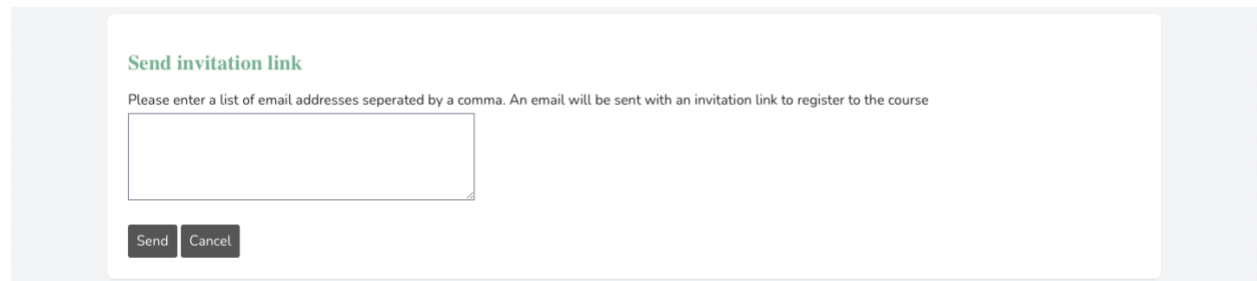 Send invitation link
Please enter a list of email addresses seperated by a comma. An email will be sent with an invitation link to register to the course
Send Cancel